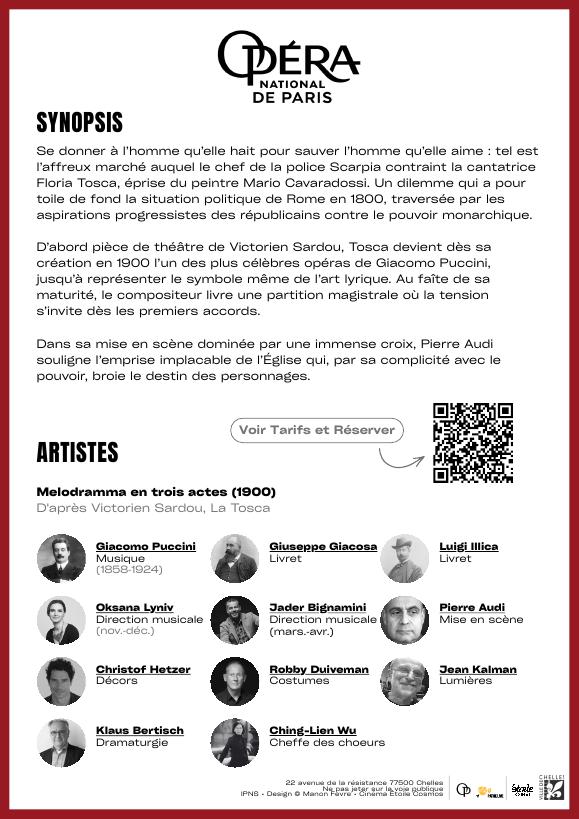 OPÉRA
NATIONAL
DE PARIS
SYNOPSIS
Se donner à l’homme qu’elle hait pour sauver l’homme qu’elle aime : tel est
l’affreux marché auquel le chef de la police Scarpia contraint la cantatrice
Floria Tosca, éprise du peintre Mario Cavaradossi. Un dilemme qui a pour
toile de fond la situation politique de Rome en 1800, traversée par les
aspirations progressistes des républicains contre le pouvoir monarchique.
D’abord pièce de théâtre de Victorien Sardou, Tosca devient dès sa
création en 1900 l’un des plus célèbres opéras de Giacomo Puccini,
jusqu’à représenter le symbole même de l’art lyrique. Au faîte de sa
maturité, le compositeur livre une partition magistrale où la tension
s’invite dès les premiers accords.
Dans sa mise en scène dominée par une immense croix, Pierre Audi
souligne l’emprise implacable de l’Église qui, par sa complicité avec le
pouvoir, broie le destin des personnages.
Voir Tarifs et Réserver
ARTISTES
Melodramma en trois actes (1900)
D'après Victorien Sardou, La Tosca
Giacomo Puccini
Musique
(1858-1924)
Giuseppe Giacosa
Livret
Luigi Illica
Livret
Oksana Lyniv
Direction musicale
(nov.-déc.)
Jader Bignamini
Direction musicale
(mars.-avr.)
Pierre Audi
Mise en scène
Christof Hetzer
Décors
Robby Duiveman
Costumes
Jean Kalman
Lumières
Klaus Bertisch
Dramaturgie
Ching-Lien Wu
Cheffe des choeurs
22 avenue de la résistance 77500 Chelles
Ne pas jeter sur la voie publique
IPNS - Design @ Manon Favre - Cinéma Étoile Cosmos